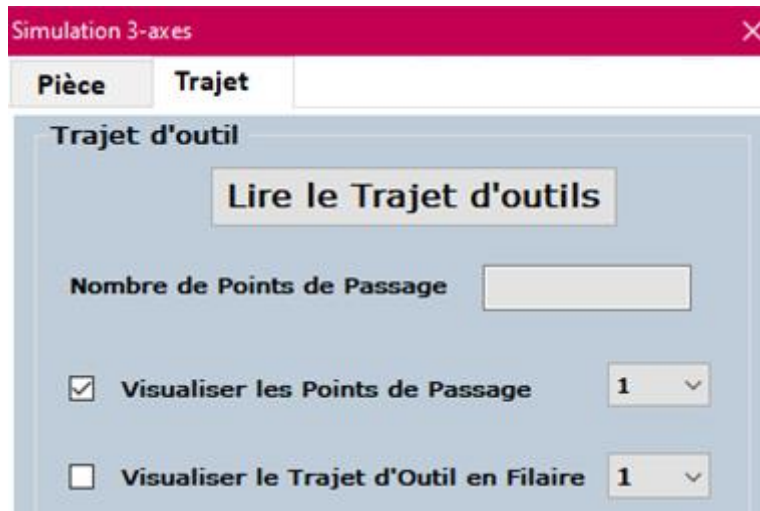 Simulation 3-axes
Pièce Trajet
Trajet d'outil
Lire le Trajet d'outils
Nombre de Points de Passage
Visualiser les Points de Passage 1
Visualiser le Trajet d'Outil en Filaire 1